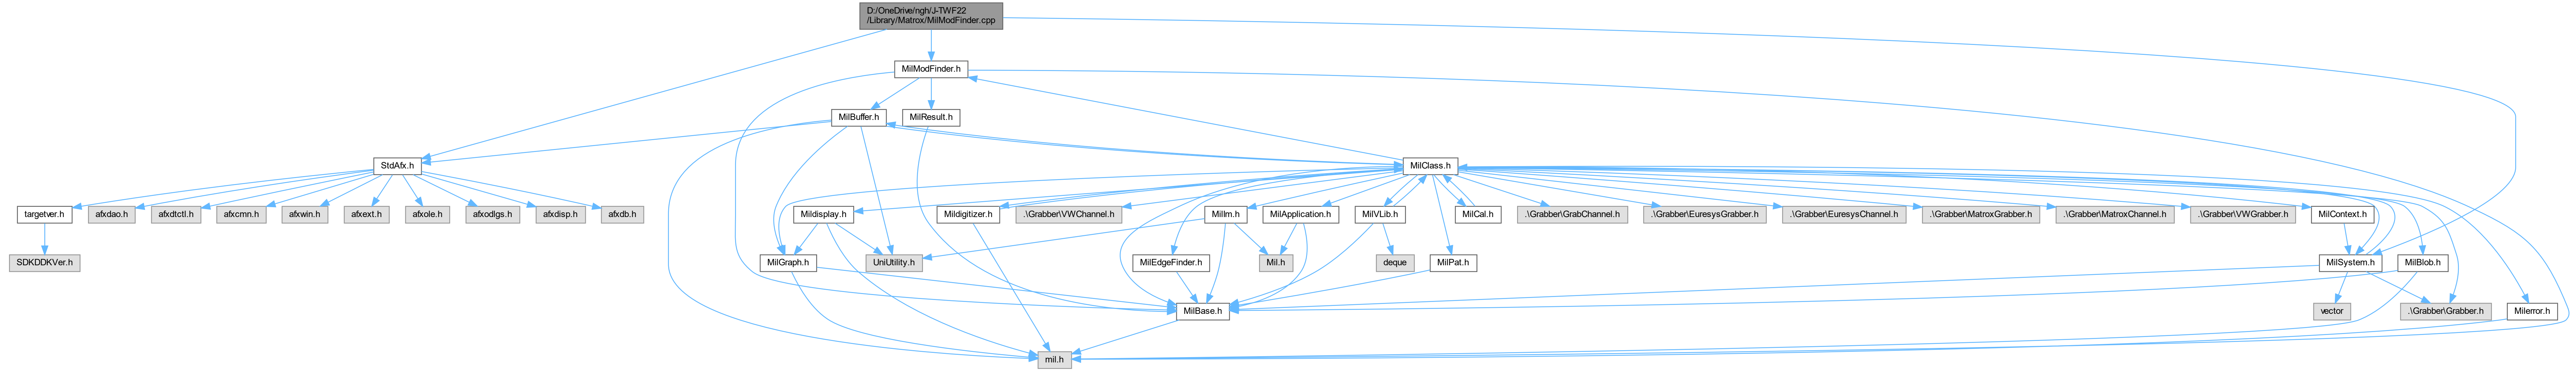 D:/OneDrive/ngh/J-TWF22
/Library/Matrox/MilModFinder.cpp
MilModFinder.h
MilBuffer.h
MilResult.h
StdAfx.h
MilClass.h
targetver.h
afxdao.h
afxdtctl.h
afxcmn.h
afxwin.h
afxext.h
afxole.h
afxodlgs.h
afxdisp.h
afxdb.h
Mildisplay.h
Mildigitizer.h
.\Grabber\VWChannel.h
MilIm.h
MilApplication.h
MilVLib.h
MilCal.h
.\Grabber\GrabChannel.h
.\Grabber\EuresysGrabber.h
.\Grabber\EuresysChannel.h
.\Grabber\MatroxGrabber.h
.\Grabber\MatroxChannel.h
.\Grabber\VWGrabber.h
MilContext.h
SDKDDKVer.h
MilGraph.h
UniUtility.h
MilEdgeFinder.h
Mil.h
deque
MilPat.h
MilSystem.h
MilBlob.h
MilBase.h
vector
.\Grabber\Grabber.h
Milerror.h
mil.h